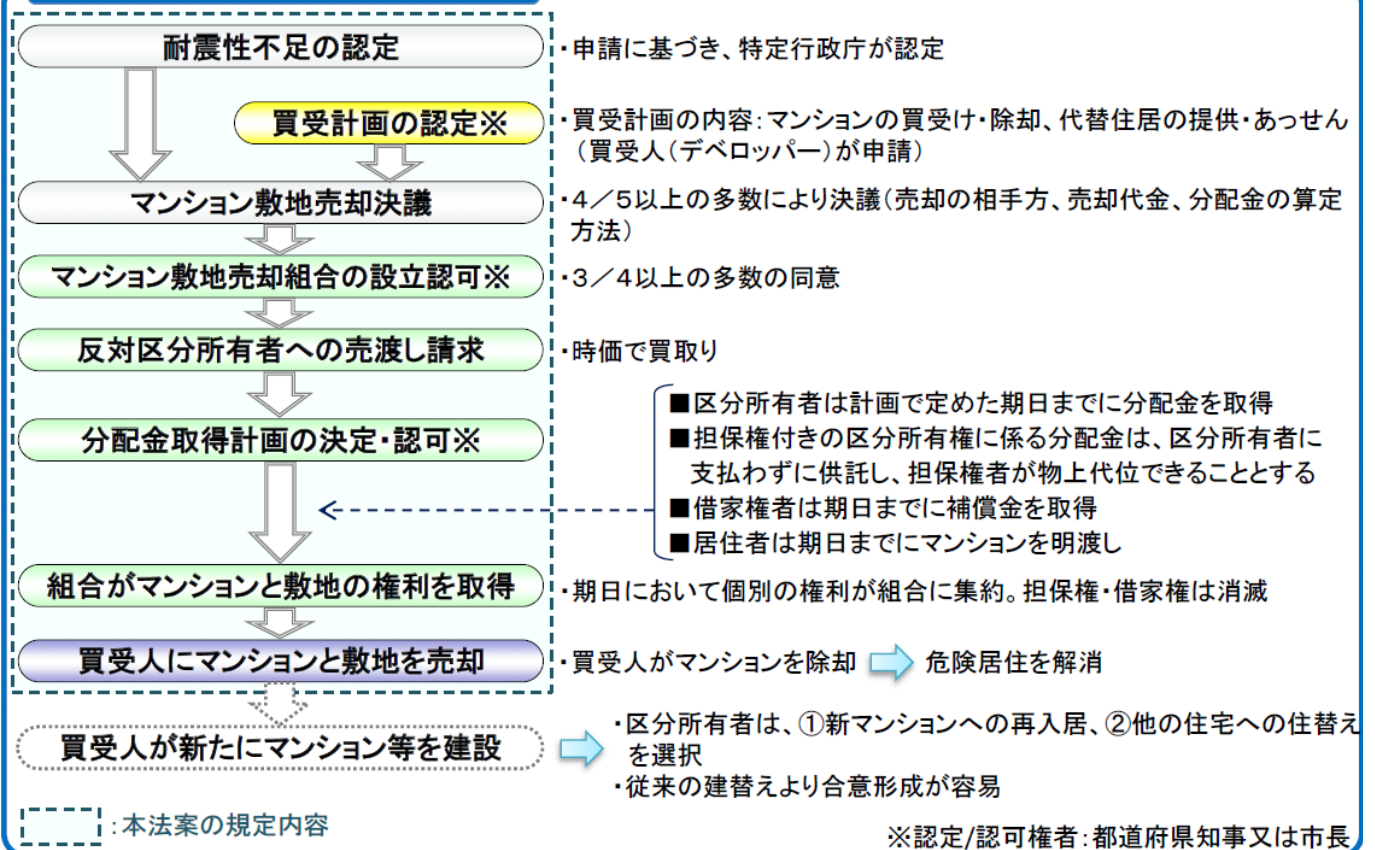 耐震性不足の認定
・申請に基づき、特定行政庁が認定
買受計画の認定※
・買受計画の内容：マンションの買受け・除却、代替住居の提供・あっせん
（買受人（デベロッパー）が申請）
マンション敷地売却決議
・４／５以上の多数により決議（売却の相手方、売却代金、分配金の算定
方法）
マンション敷地売却組合の設立認可※
・３／４以上の多数の同意
反対区分所有者への売渡し請求
・時価で買取り
分配金取得計画の決定・認可※
■区分所有者は計画で定めた期日までに分配金を取得
■担保権付きの区分所有権に係る分配金は、区分所有者に
支払わずに供託し、担保権者が物上代位できることとする
■借家権者は期日までに補償金を取得
■居住者は期日までにマンションを明渡し
組合がマンションと敷地の権利を取得
・期日において個別の権利が組合に集約。担保権・借家権は消滅
買受人にマンションと敷地を売却
・買受人がマンションを除却
危険居住を解消
買受人が新たにマンション等を建設
・区分所有者は、①新マンションへの再入居、②他の住宅への住替え
を選択
・従来の建替えより合意形成が容易
：本法案の規定内容
※認定/認可権者：都道府県知事又は市長